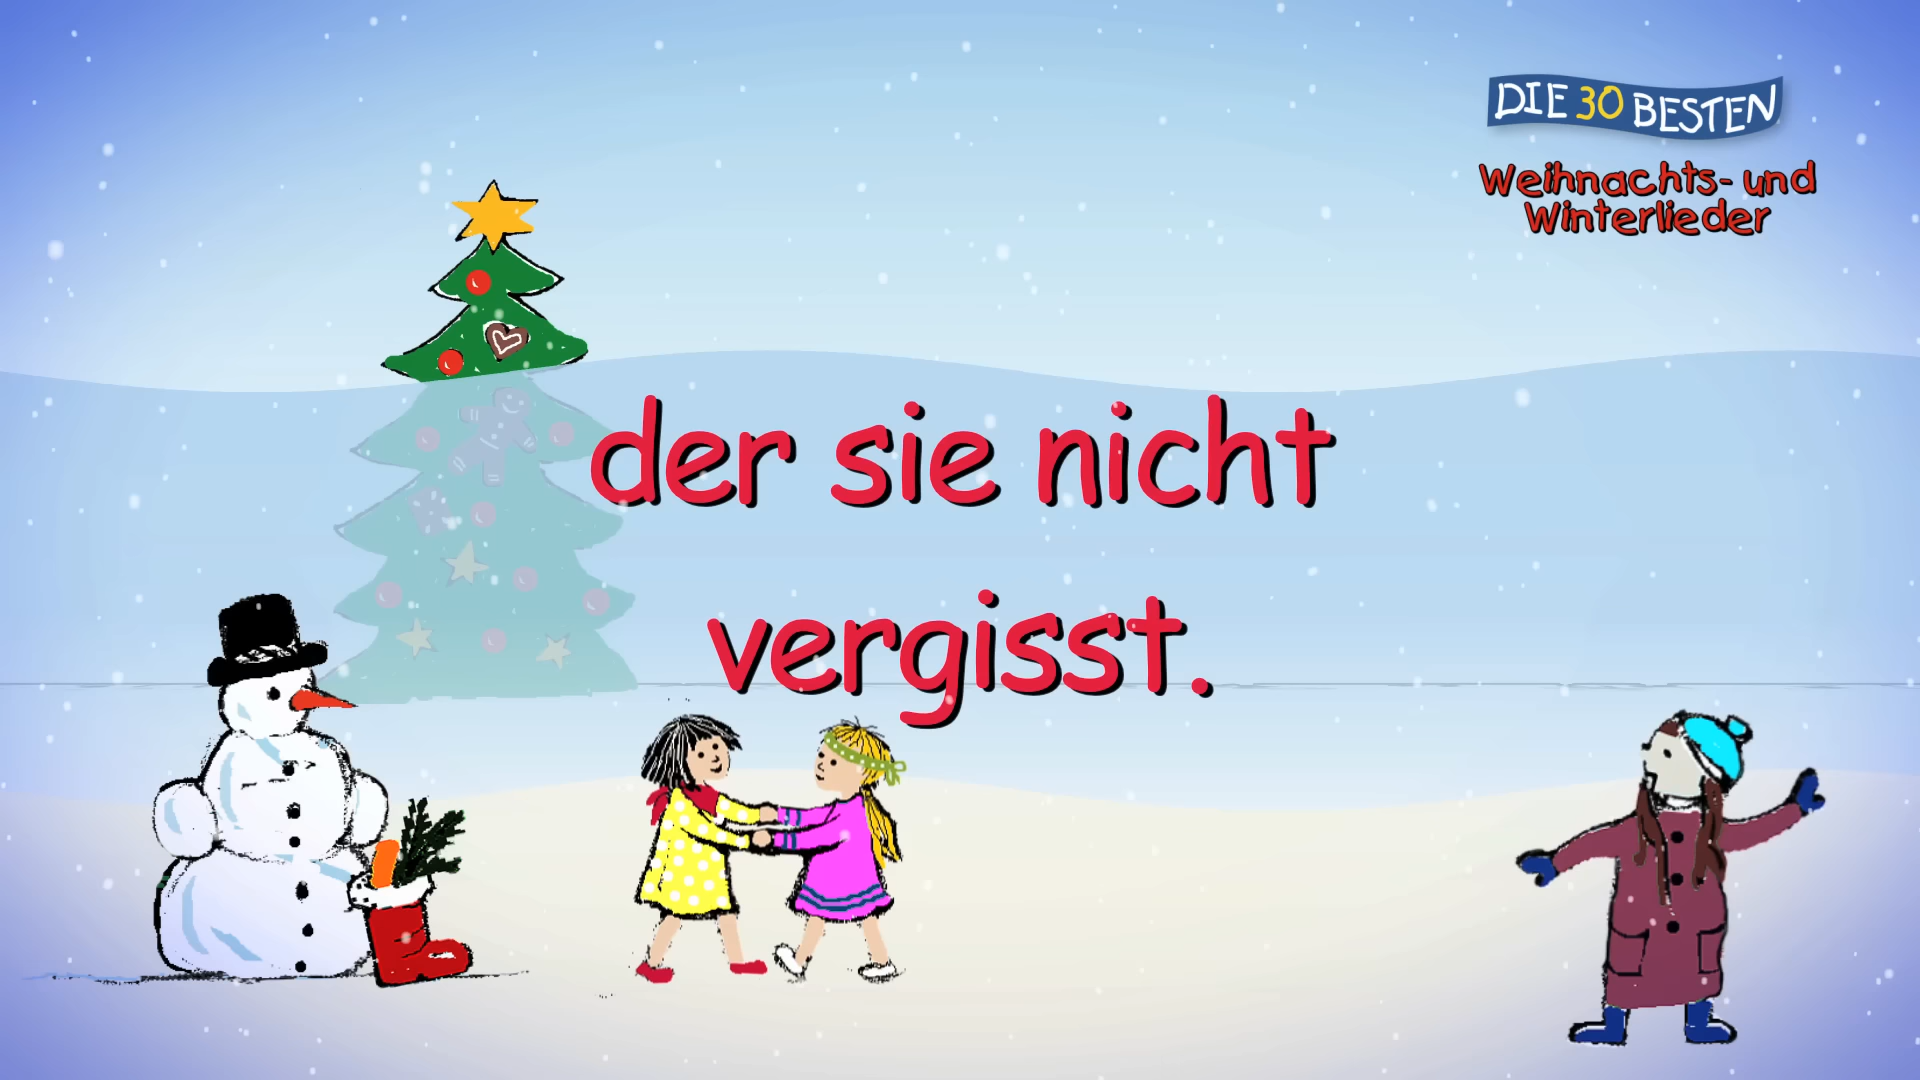 DIE 30 BESTEN
Weihnachts- und
Winterlieder
der sie nicht
vergisst.